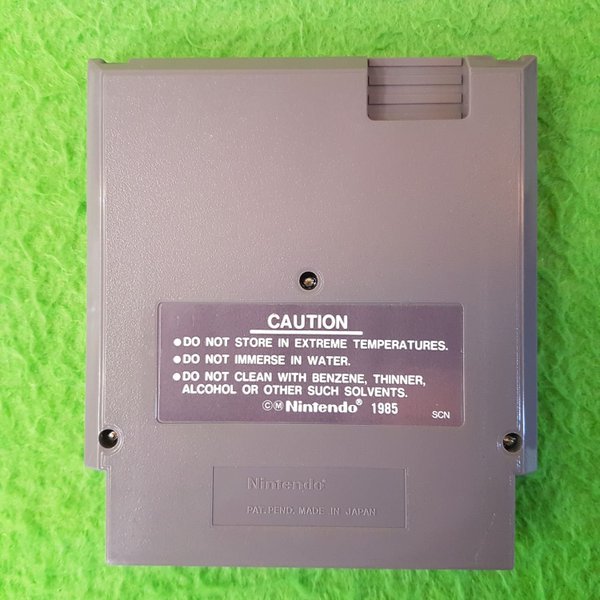 CAUTION
●DO NOT STORE IN EXTREME TEMPERATURES.
●DO NOT IMMERSE IN WATER.
●DO NOT CLEAN WITH BENZENE, THINNER,
ALCOHOL OR OTHER SUCH SOLVENTS.
ⒸⓂNintendo® 1985 SCN
Nintendo®
PAT.PEND. MADE IN JAPAN